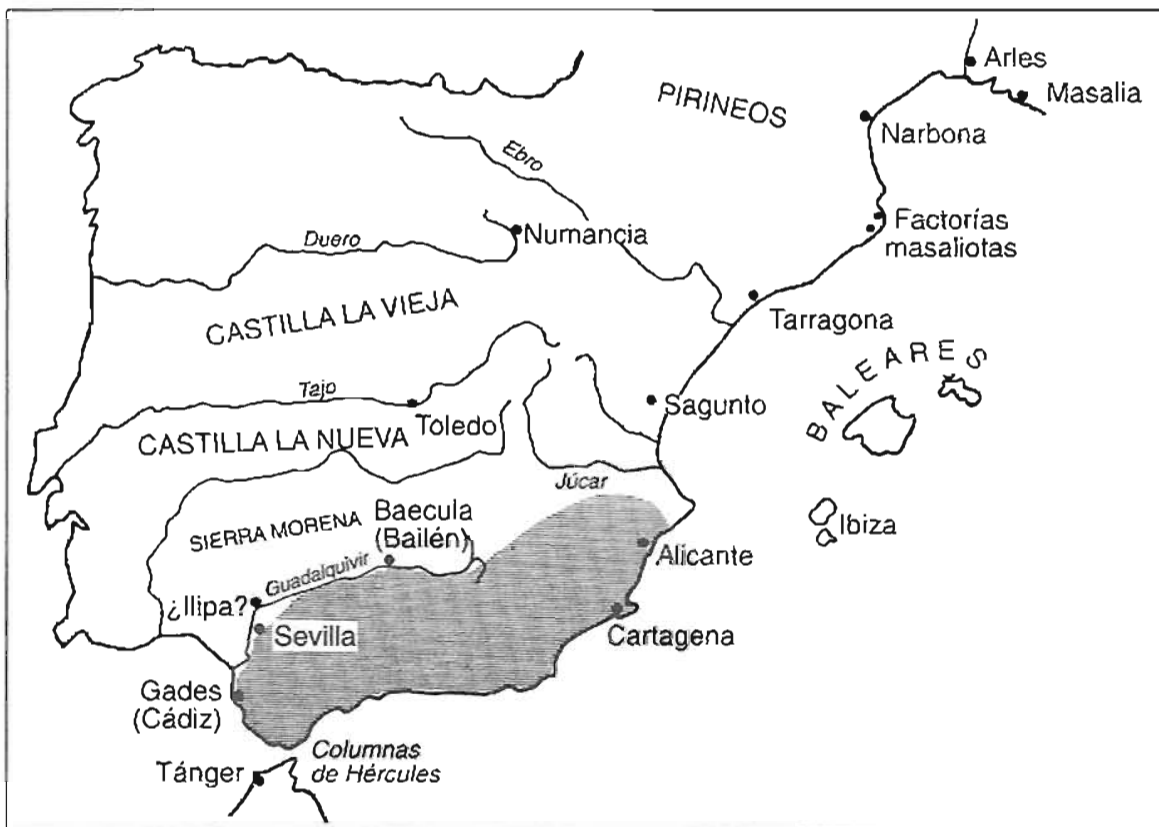 Arles
Masalia
PIRINEOS
Narbona
Ebro
Factorías
masaliotas
Numancia
Duero
CASTILLA LA VIEJA
Tarragona
BALEARES
Tajo
Toledo
Sagunto
CASTILLA LA NUEVA
Júcar
Baecula
(Bailén)
SIERRA MORENA
Ibiza
Alicante
Guadalquivir
¿Ilipa?
Sevilla
Cartagena
Gades
(Cádiz)
Columnas
de Hércules
Tánger